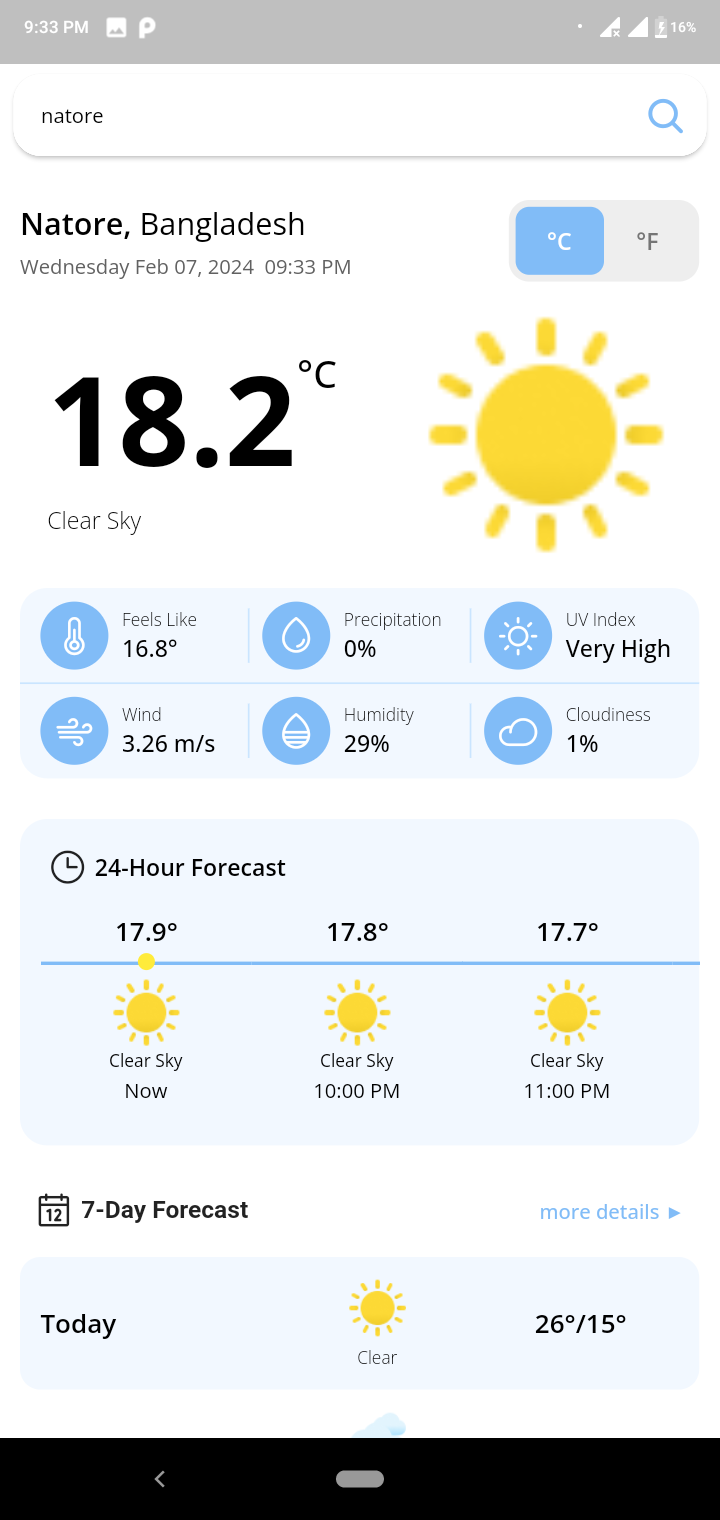 9:33 PM 16%
natore
Natore, Bangladesh
Wednesday Feb 07, 2024 09:33 PM
°C °F
18.2°C
Clear Sky
Feels Like Precipitation UV Index
16.8° 0% Very High
Wind Humidity Cloudiness
3.26 m/s 29% 1%
24-Hour Forecast
17.9° 17.8° 17.7°
Clear Sky Clear Sky Clear Sky
Now 10:00 PM 11:00 PM
12 7-Day Forecast more details ►
Today 26°/15°
Clear